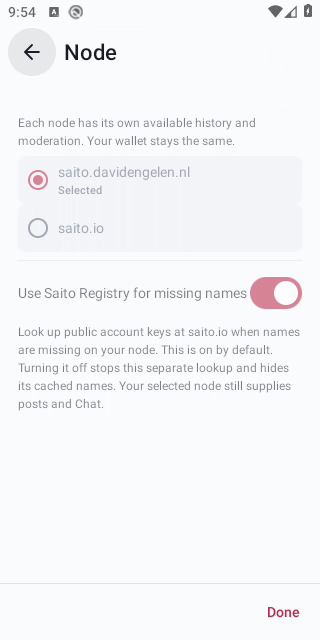 9:54
Node
Each node has its own available history and
moderation. Your wallet stays the same.
saito.davidengelen.nl
Selected
saito.io
Use Saito Registry for missing names
Look up public account keys at saito.io when names
are missing on your node. This is on by default.
Turning it off stops this separate lookup and hides
its cached names. Your selected node still supplies
posts and Chat.
Done